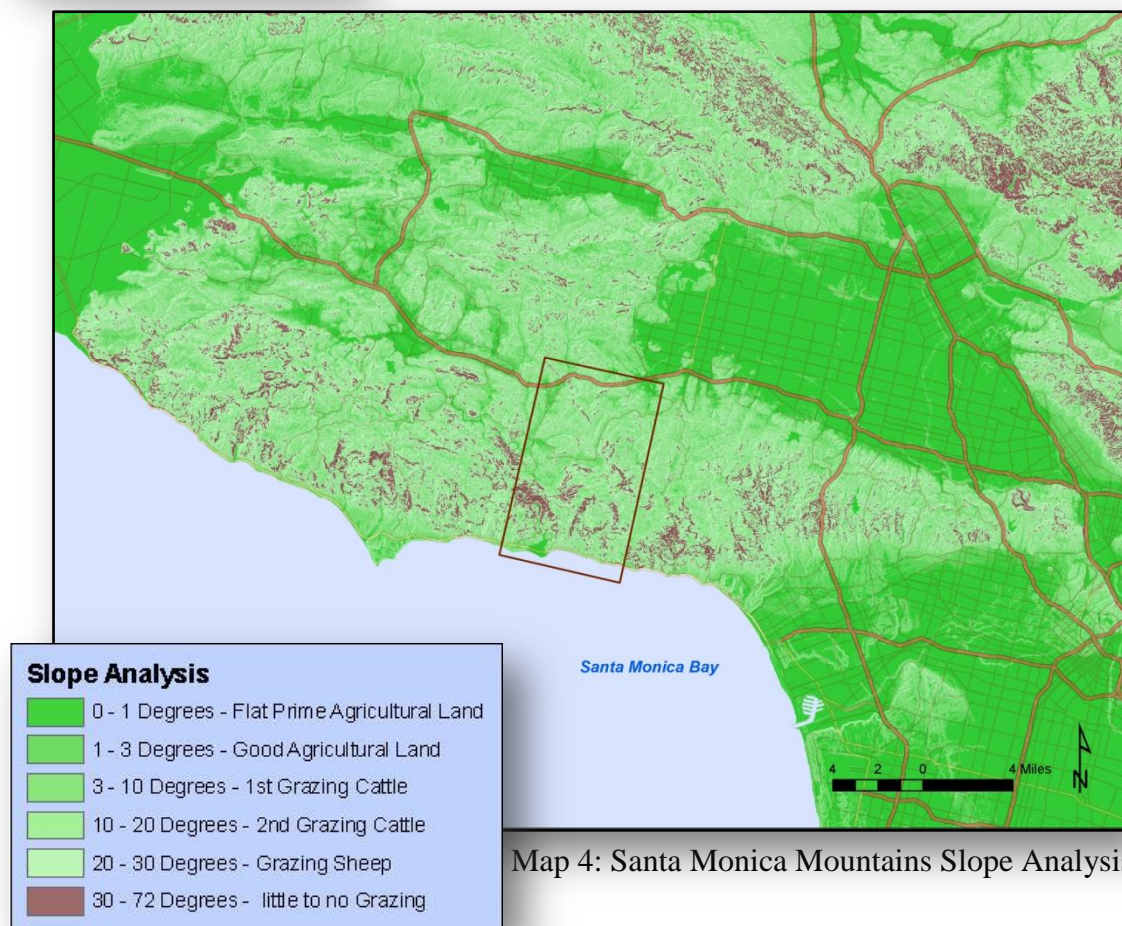 Santa Monica Bay
4 2 0 4 Miles
N
Slope Analysis
0 - 1 Degrees - Flat Prime Agricultural Land
1 - 3 Degrees - Good Agricultural Land
3 - 10 Degrees - 1st Grazing Cattle
10 - 20 Degrees - 2nd Grazing Cattle
20 - 30 Degrees - Grazing Sheep
30 - 72 Degrees - little to no Grazing
Map 4: Santa Monica Mountains Slope Analysis